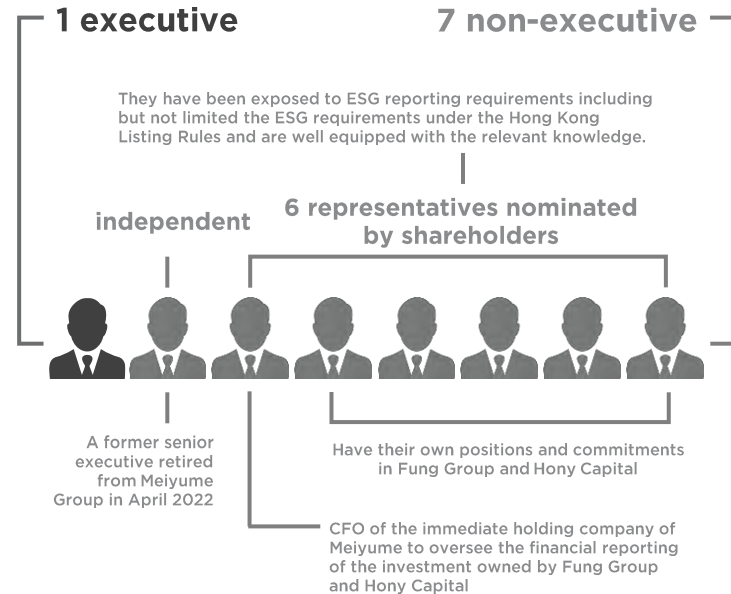 1 executive
7 non-executive
They have been exposed to ESG reporting requirements including
but not limited the ESG requirements under the Hong Kong
Listing Rules and are well equipped with the relevant knowledge.
independent
6 representatives nominated
by shareholders
A former senior
executive retired
from Meiyume
Group in April 2022
Have their own positions and commitments
in Fung Group and Hony Capital
CFO of the immediate holding company of
Meiyume to oversee the financial reporting
of the investment owned by Fung Group
and Hony Capital